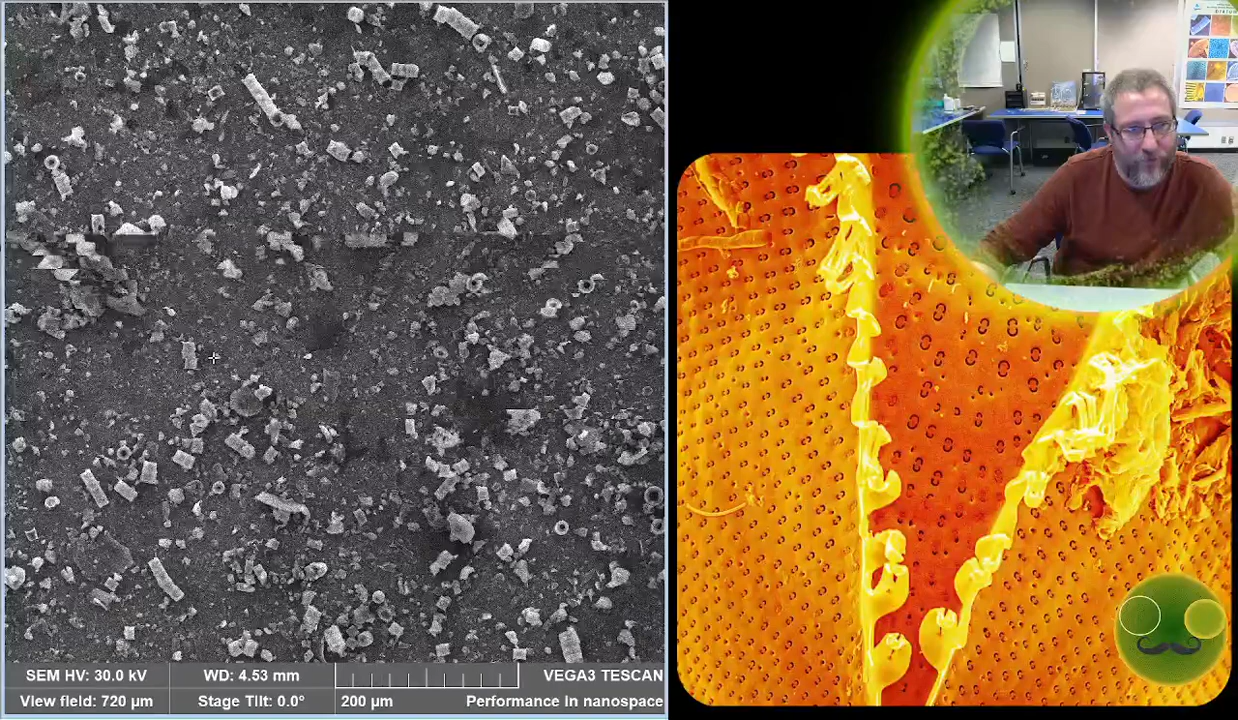 SEM HV: 30.0 kV WD: 4.53 mm VEGA3 TESCAN
View field: 720 µm Stage Tilt: 0.0° 200 µm Performance in nanospace